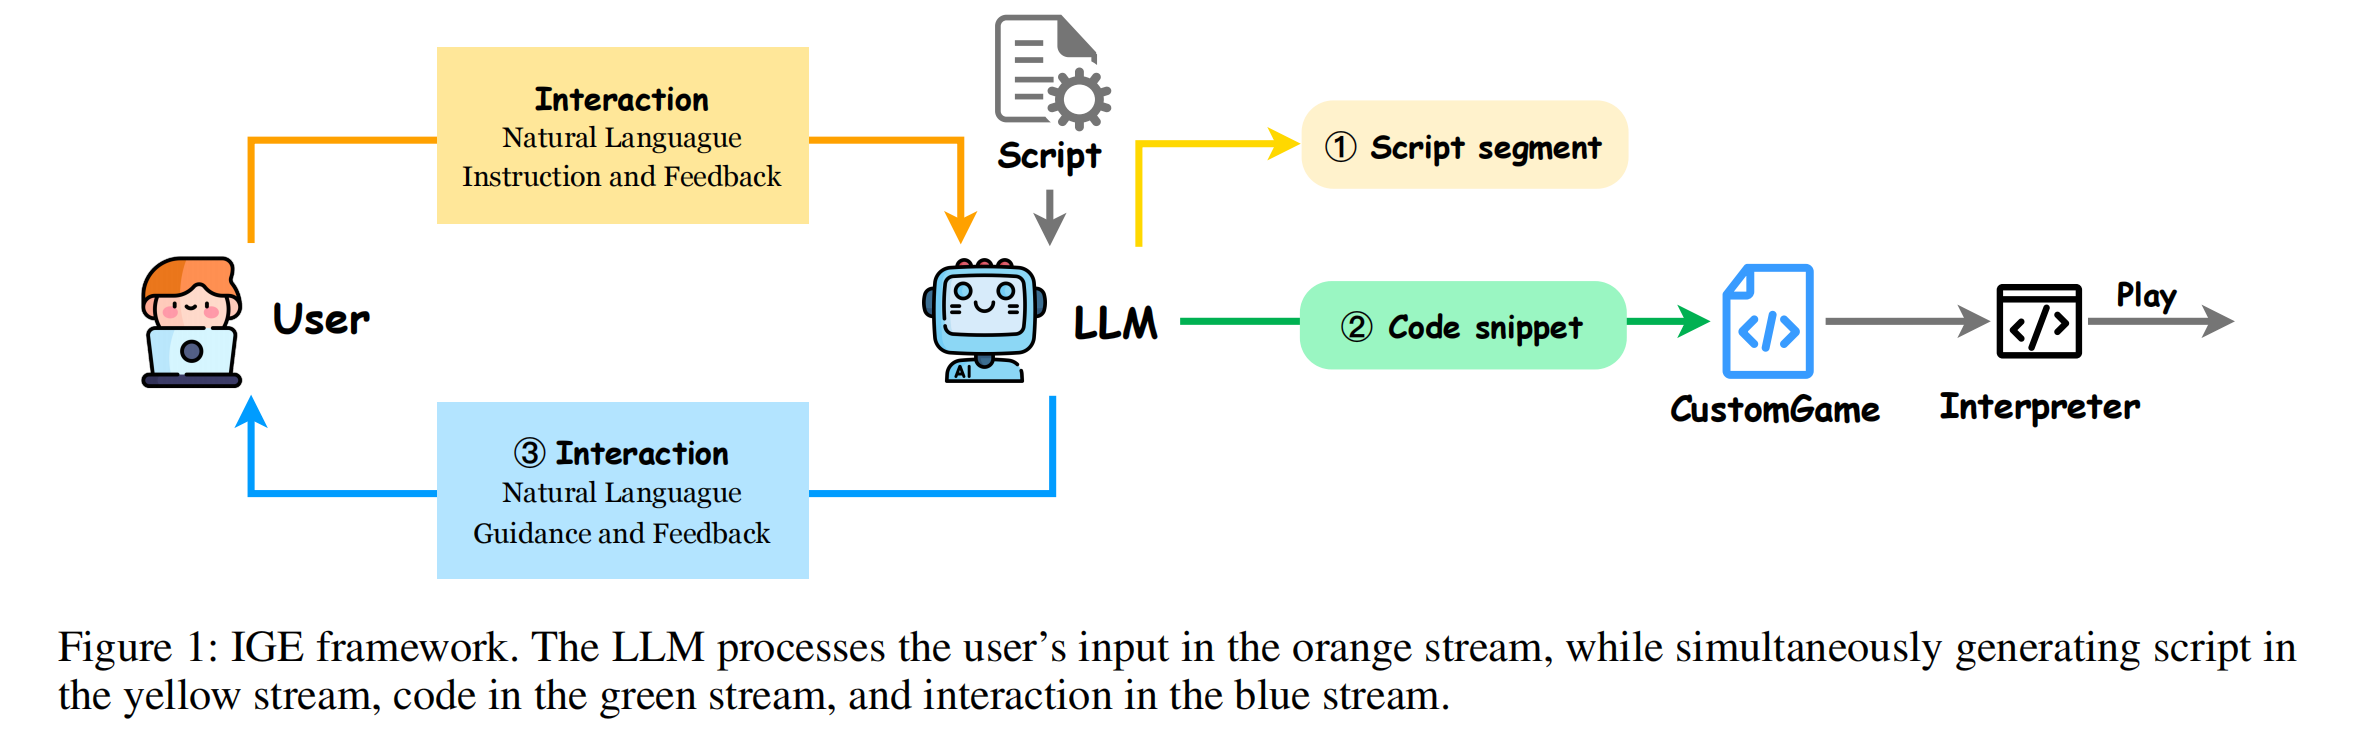 Interaction
Natural Languague
Instruction and Feedback
Script
① Script segment
User
LLM
AI
② Code snippet
CustomGame
Interpreter
Play
③ Interaction
Natural Languague
Guidance and Feedback
Figure 1: IGE framework. The LLM processes the user's input in the orange stream, while simultaneously generating script in
the yellow stream, code in the green stream, and interaction in the blue stream.